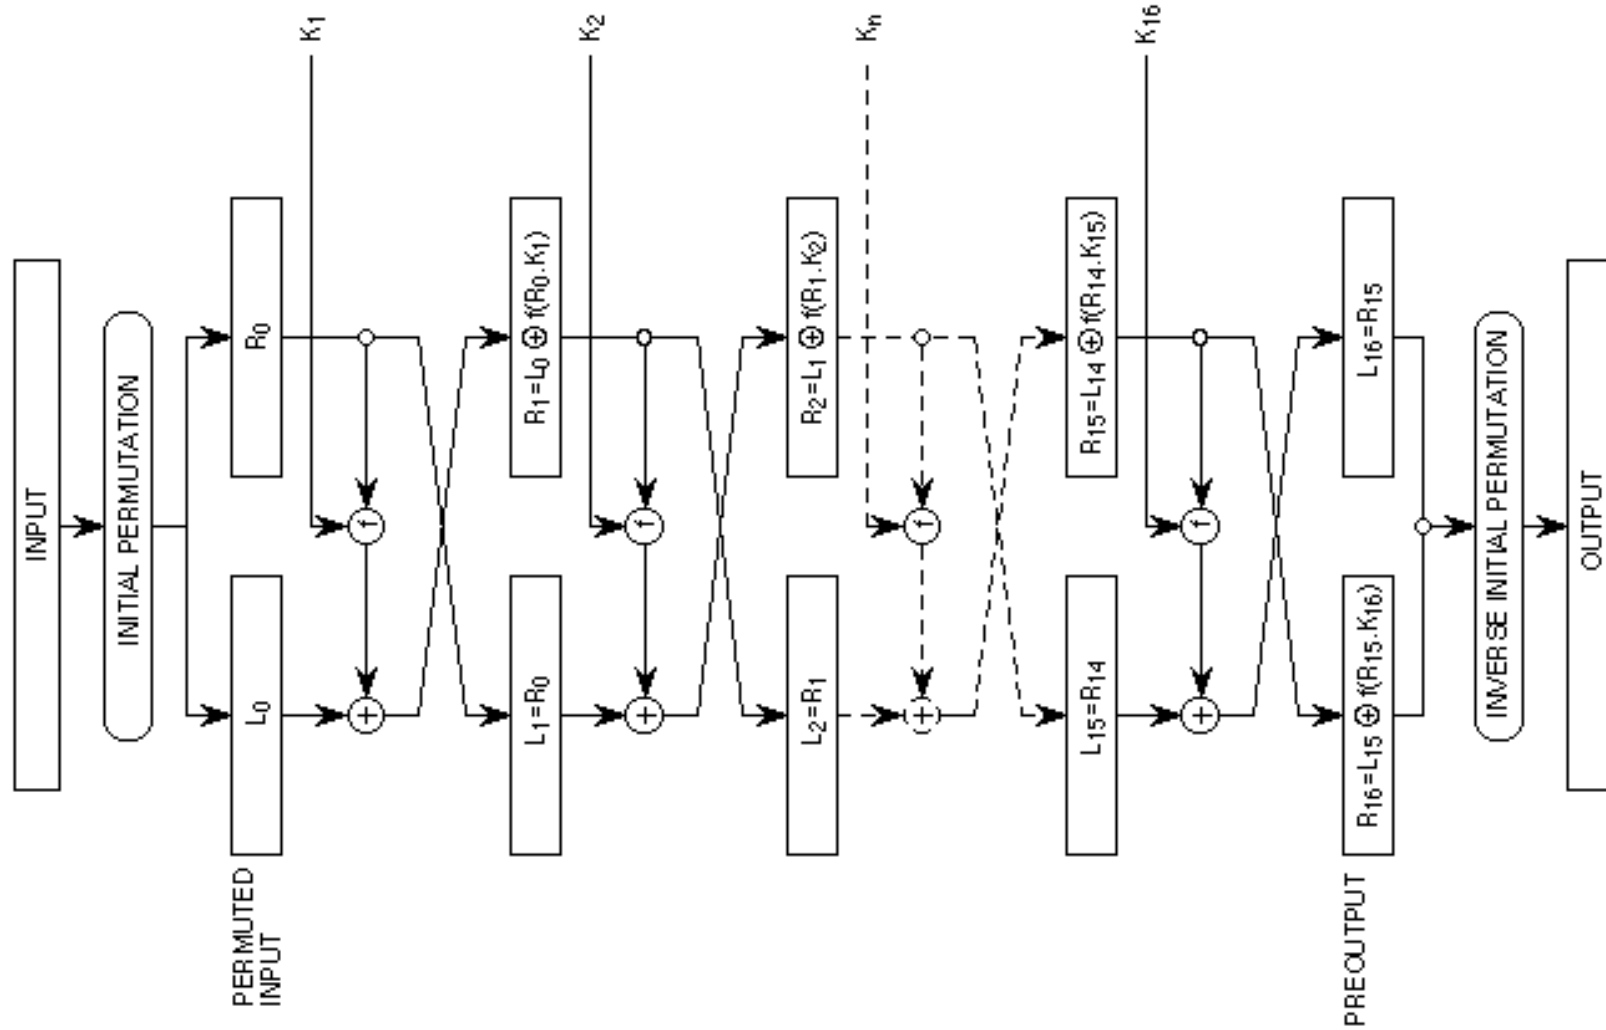 INPUT
INITIAL PERMUTATION
PERMUTED
INPUT
L0
R0
K1
f
L1=R0
R1=L0 ⊕ f(R0.K1)
K2
f
L2=R1
R2=L1 ⊕ f(R1.K2)
Kn
f
L15=R14
R15=L14 ⊕ f(R14.K15)
K16
f
PREOUTPUT
R16=L15 ⊕ f(R15.K16)
L16=R15
INVERSE INITIAL PERMUTATION
OUTPUT